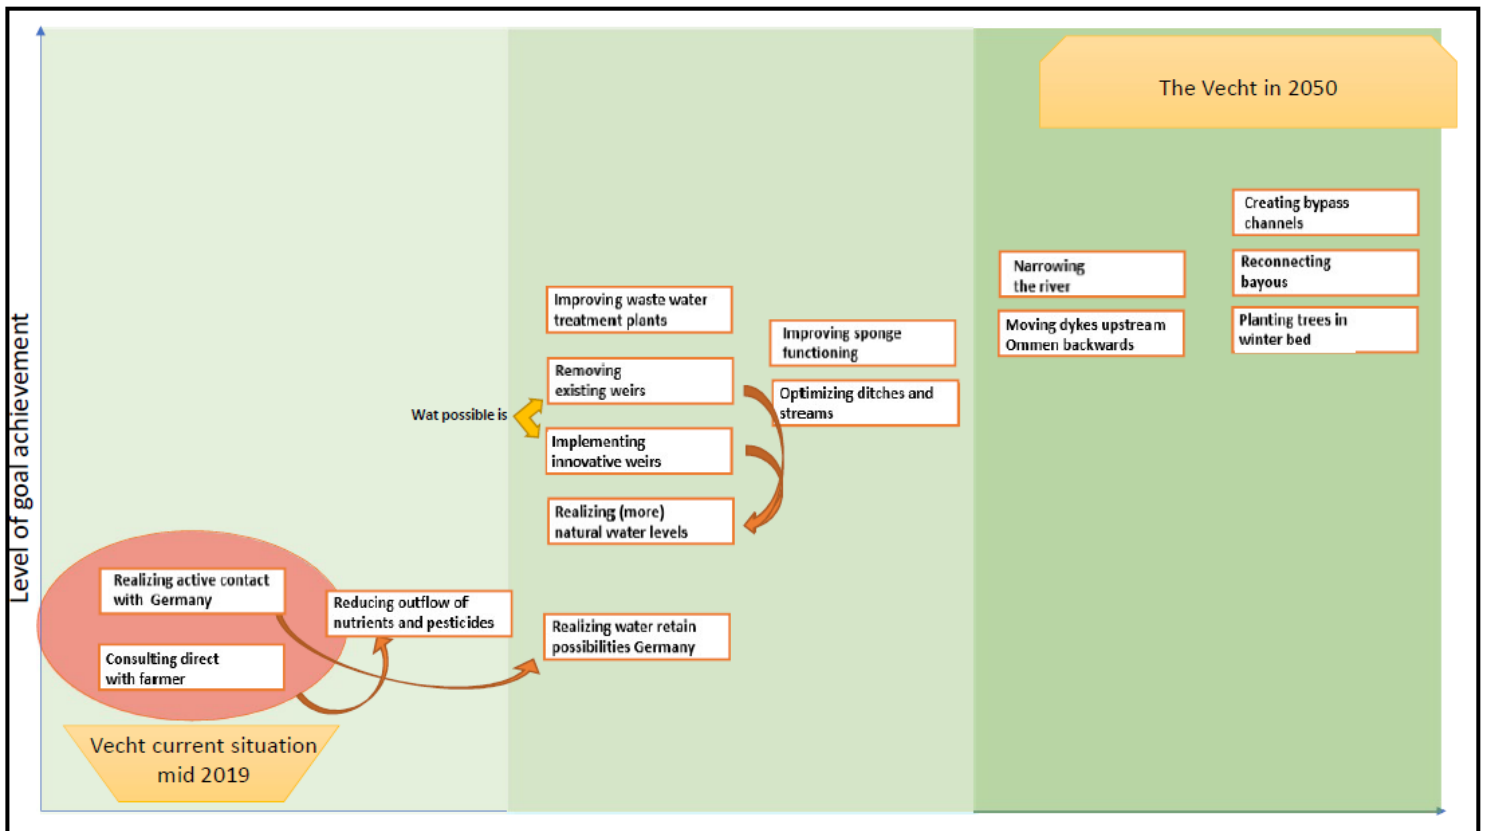 The Vecht in 2050
Creating bypass
channels
Narrowing
the river
Reconnecting
bayous
Moving dykes upstream
Ommen backwards
Planting trees in
winter bed
Improving waste water
treatment plants
Improving sponge
functioning
Removing
existing weirs
Optimizing ditches and
streams
Wat possible is
Implementing
innovative weirs
Realizing (more)
natural water levels
Level of goal achievement
Realizing active contact
with Germany
Reducing outflow of
nutrients and pesticides
Realizing water retain
possibilities Germany
Consulting direct
with farmer
Vecht current situation
mid 2019